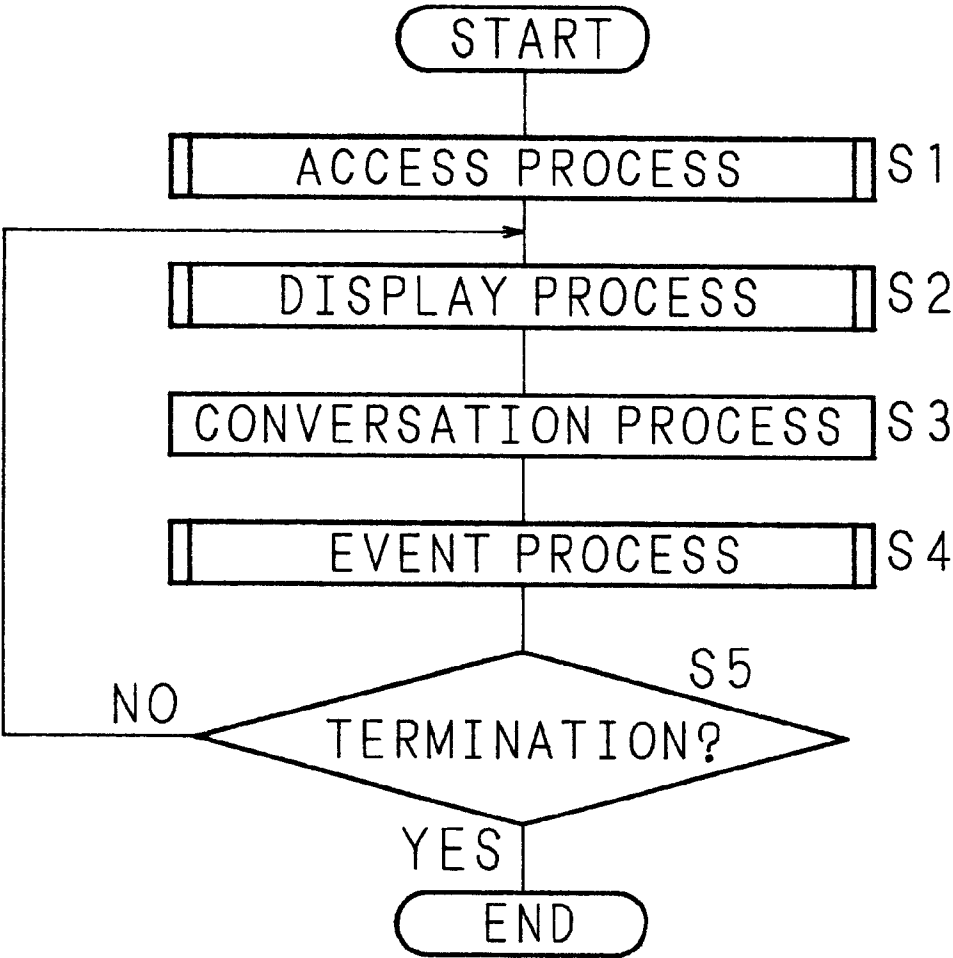 START
ACCESS PROCESS S1
DISPLAY PROCESS S2
CONVERSATION PROCESS S3
EVENT PROCESS S4
S5
NO
TERMINATION?
YES
END